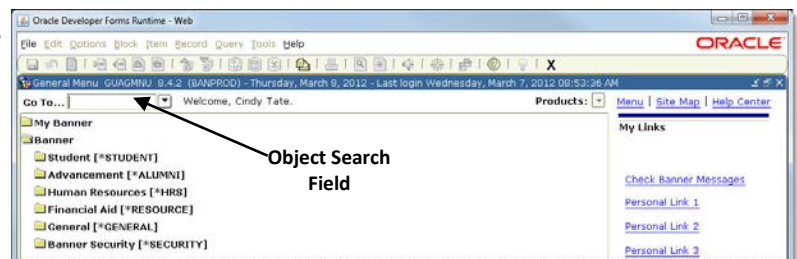 Oracle Developer Forms Runtime - Web
File Edit Options Block Item Record Query Tools Help
ORACLE
X
General Menu GUAGMNU 8.4.2 (BANPROD) - Thursday, March 8, 2012 - Last login Wednesday, March 7, 2012 08:53:36 AM
Go To... Welcome, Cindy Tate. Products: Menu | Site Map | Help Center
My Banner
Banner
Student [*STUDENT]
Advancement [*ALUMNI]
Human Resources [*HRS]
Financial Aid [*RESOURCE]
General [*GENERAL]
Banner Security [*SECURITY]
Object Search
Field
My Links
Check Banner Messages
Personal Link 1
Personal Link 2
Personal Link 3